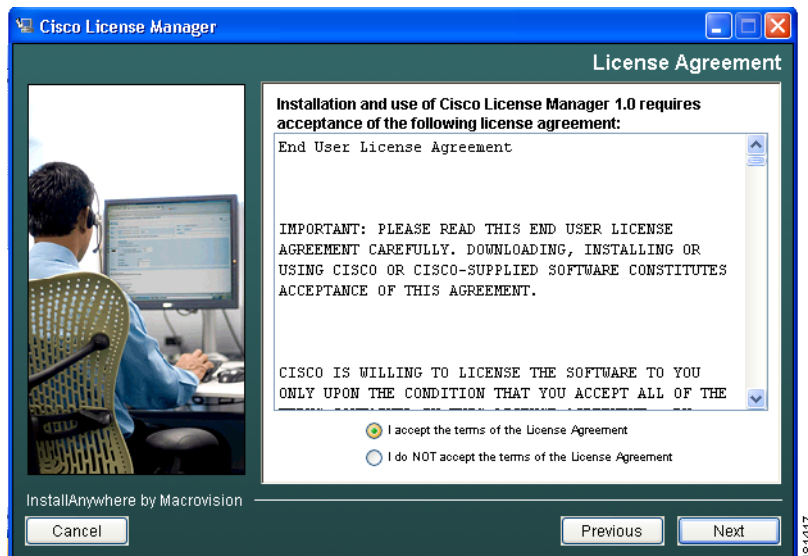 Cisco License Manager
License Agreement
Installation and use of Cisco License Manager 1.0 requires
acceptance of the following license agreement:
End User License Agreement
IMPORTANT: PLEASE READ THIS END USER LICENSE
AGREEMENT CAREFULLY. DOWNLOADING, INSTALLING OR
USING CISCO OR CISCO-SUPPLIED SOFTWARE CONSTITUTES
ACCEPTANCE OF THIS AGREEMENT.
CISCO IS WILLING TO LICENSE THE SOFTWARE TO YOU
ONLY UPON THE CONDITION THAT YOU ACCEPT ALL OF THE
I accept the terms of the License Agreement
I do NOT accept the terms of the License Agreement
InstallAnywhere by Macrovision
Cancel
Previous
Next